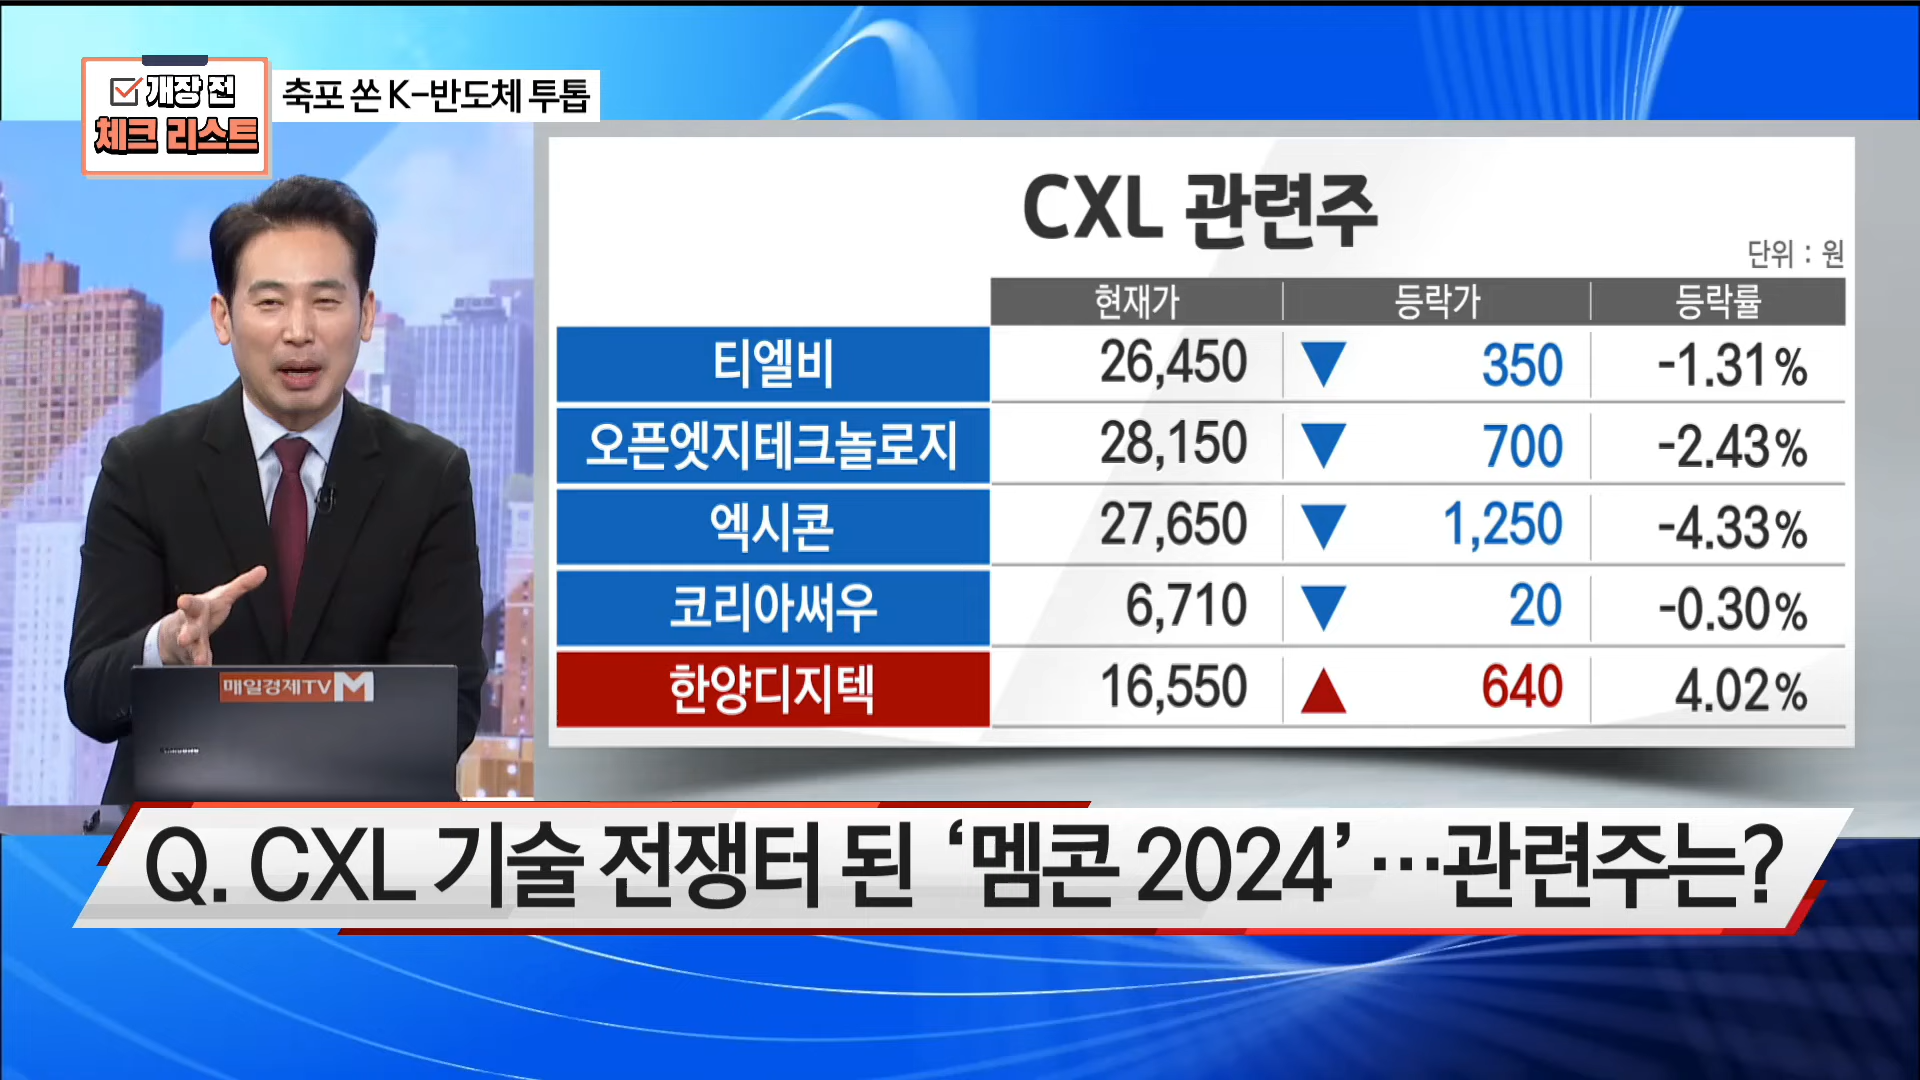 개장 전
체크 리스트
축포 쏜 K-반도체 투톱
CXL 관련주
단위 : 원
현재가 등락가 등락률
티엘비 26,450 ▼ 350 -1.31%
오픈엣지테크놀로지 28,150 ▼ 700 -2.43%
엑시콘 27,650 ▼ 1,250 -4.33%
코리아써우 6,710 ▼ 20 -0.30%
한양디지텍 16,550 ▲ 640 4.02%
매일경제TV M
SAMSUNG
Q. CXL 기술 전쟁터 된 ‘멤콘 2024’…관련주는?